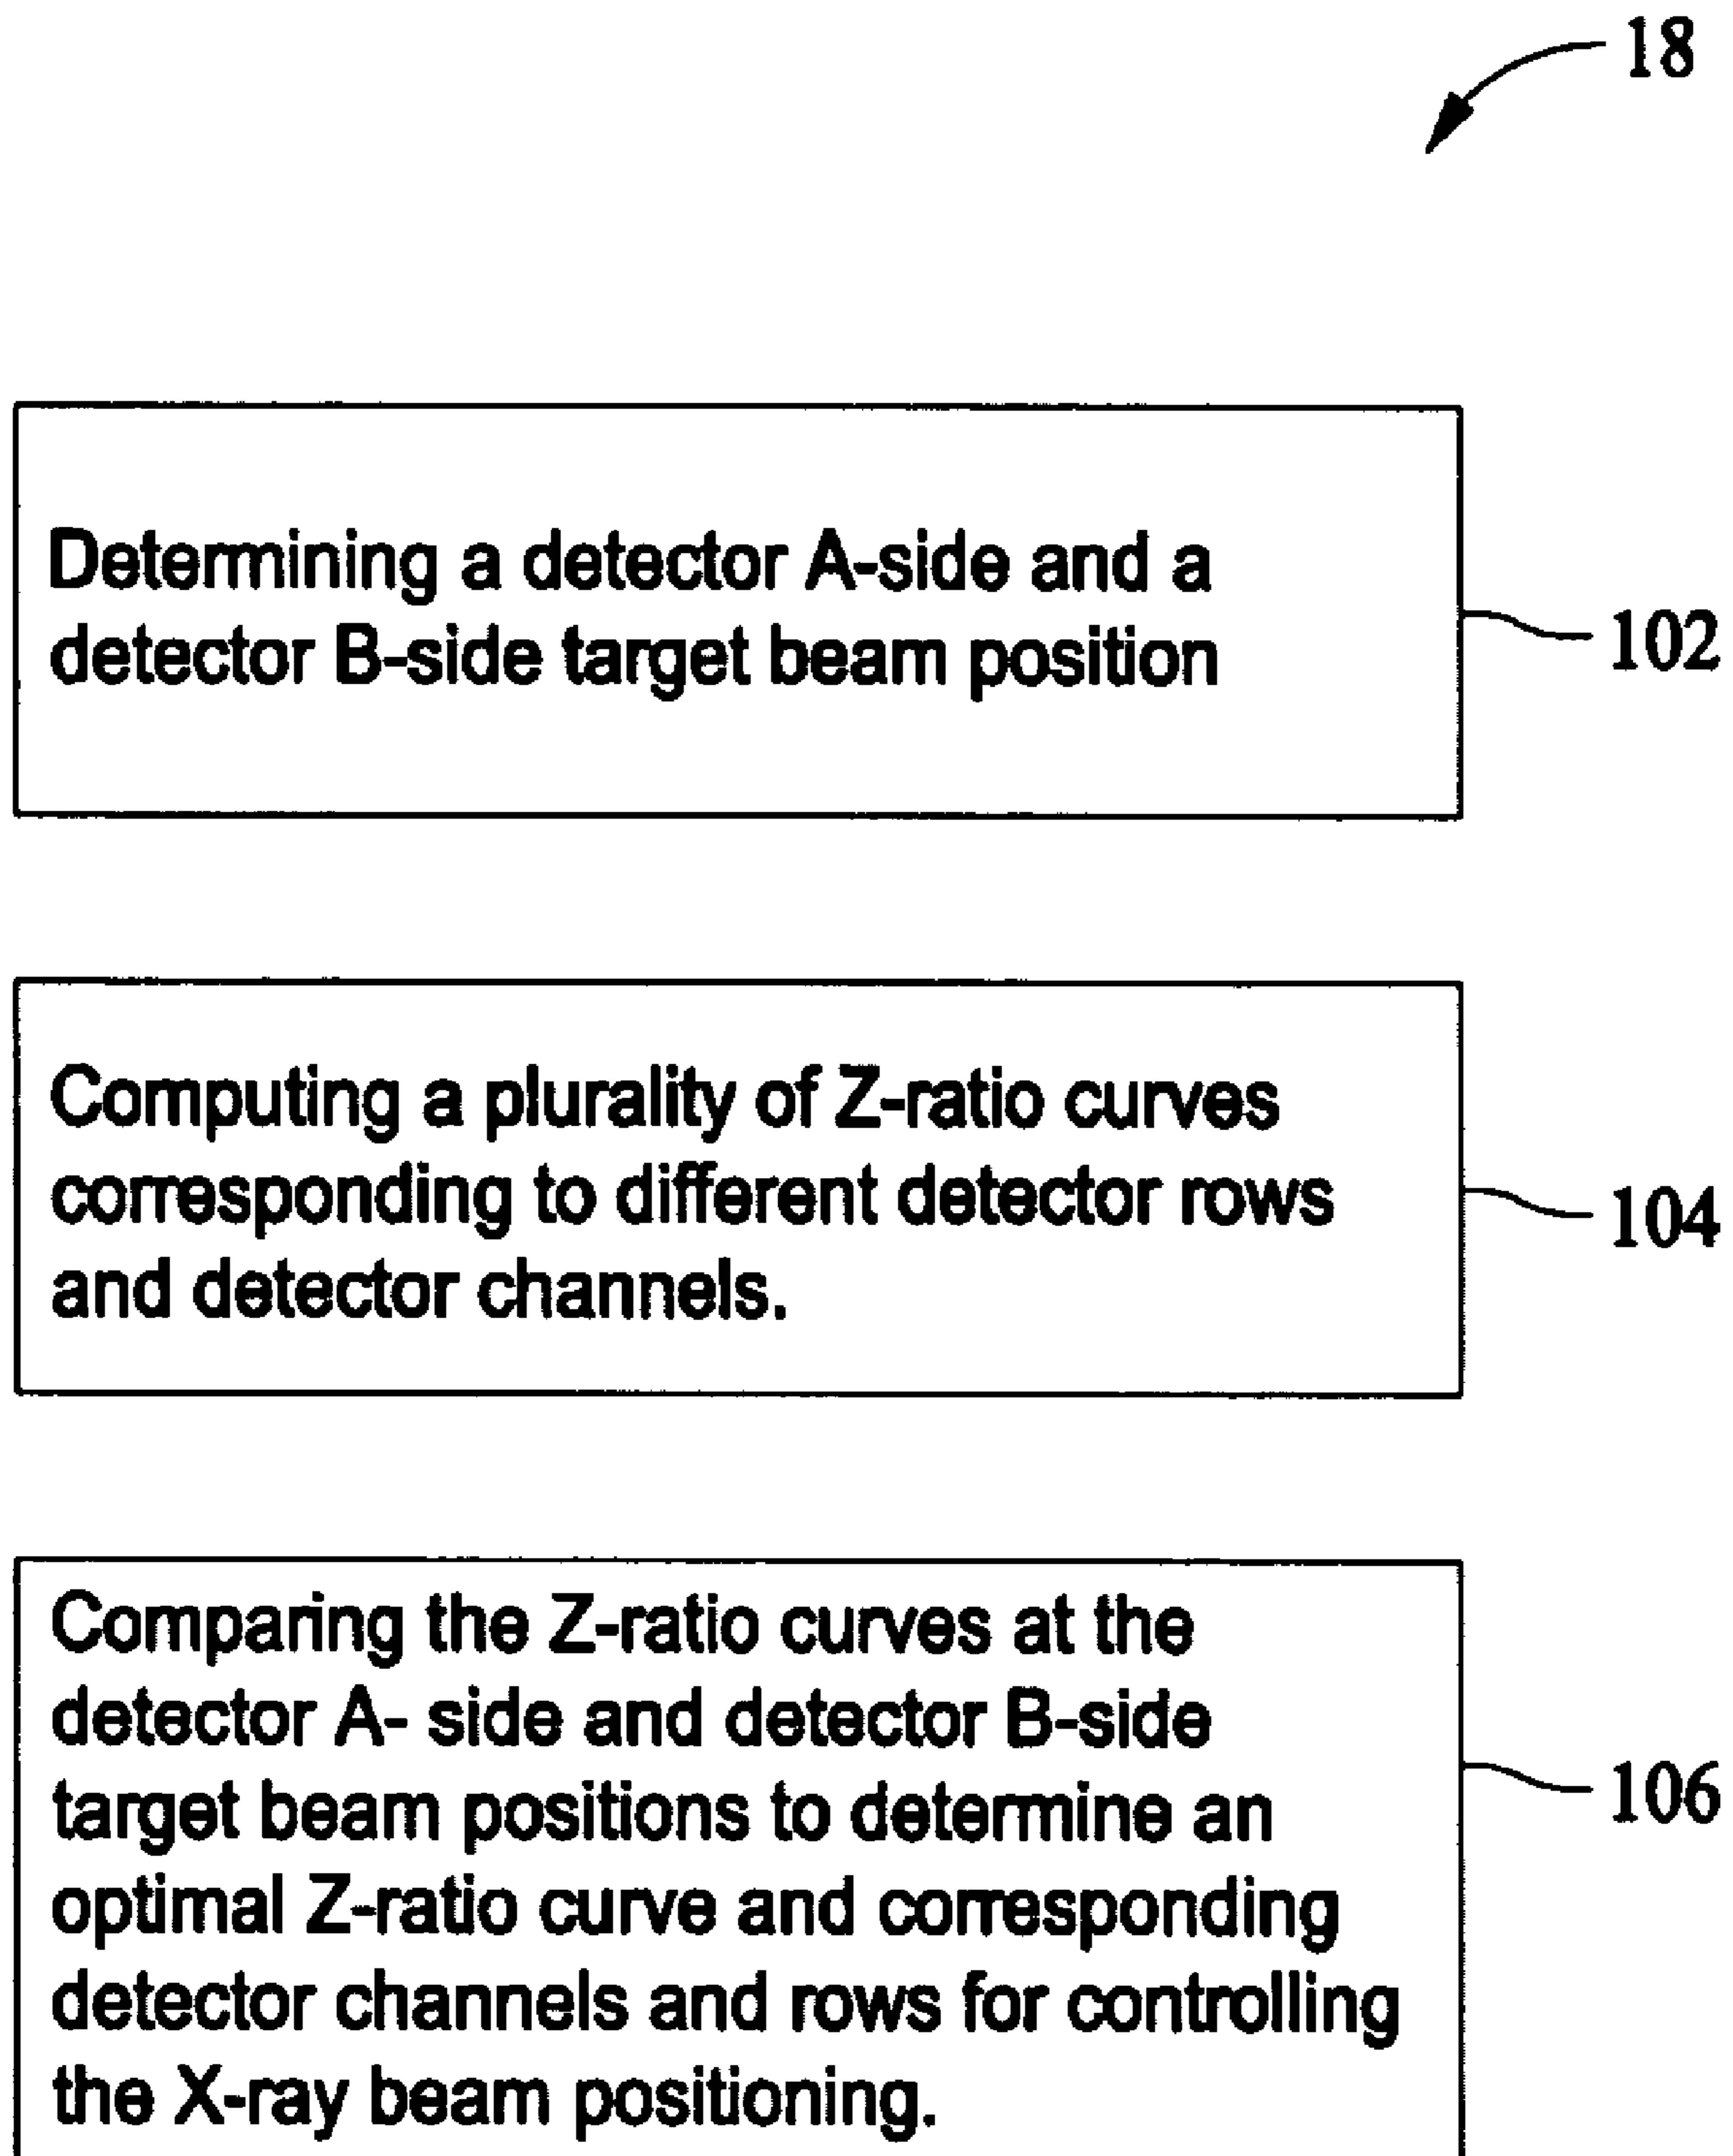 18
Determining a detector A-side and a
detector B-side target beam position
102
Computing a plurality of Z-ratio curves
corresponding to different detector rows
and detector channels.
104
Comparing the Z-ratio curves at the
detector A- side and detector B-side
target beam positions to determine an
optimal Z-ratio curve and corresponding
detector channels and rows for controlling
the X-ray beam positioning.
106